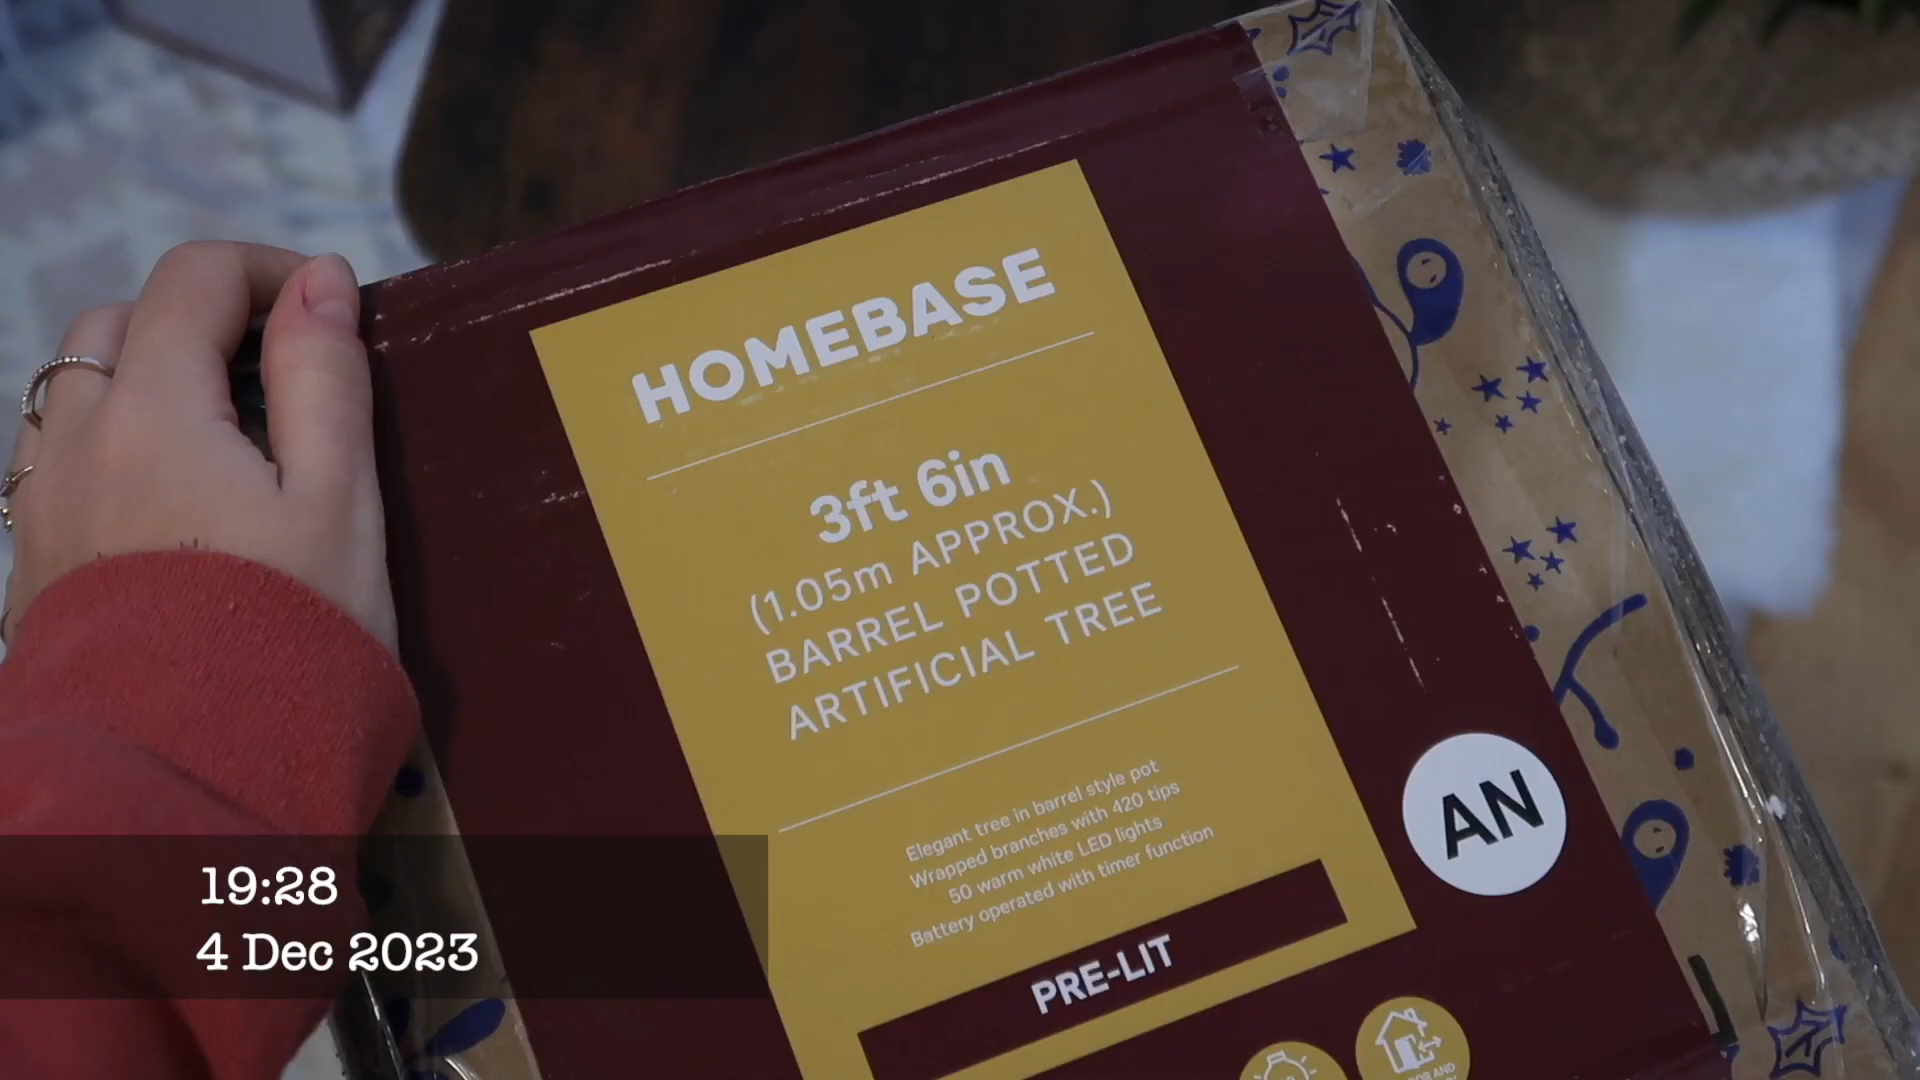 HOMEBASE
3ft 6in
(1.05m APPROX.)
BARREL POTTED
ARTIFICIAL TREE
Elegant tree in barrel style pot
Wrapped branches with 420 tips
50 warm white LED lights
Battery operated with timer function
PRE-LIT
AN
AND
19:28
4 Dec 2023